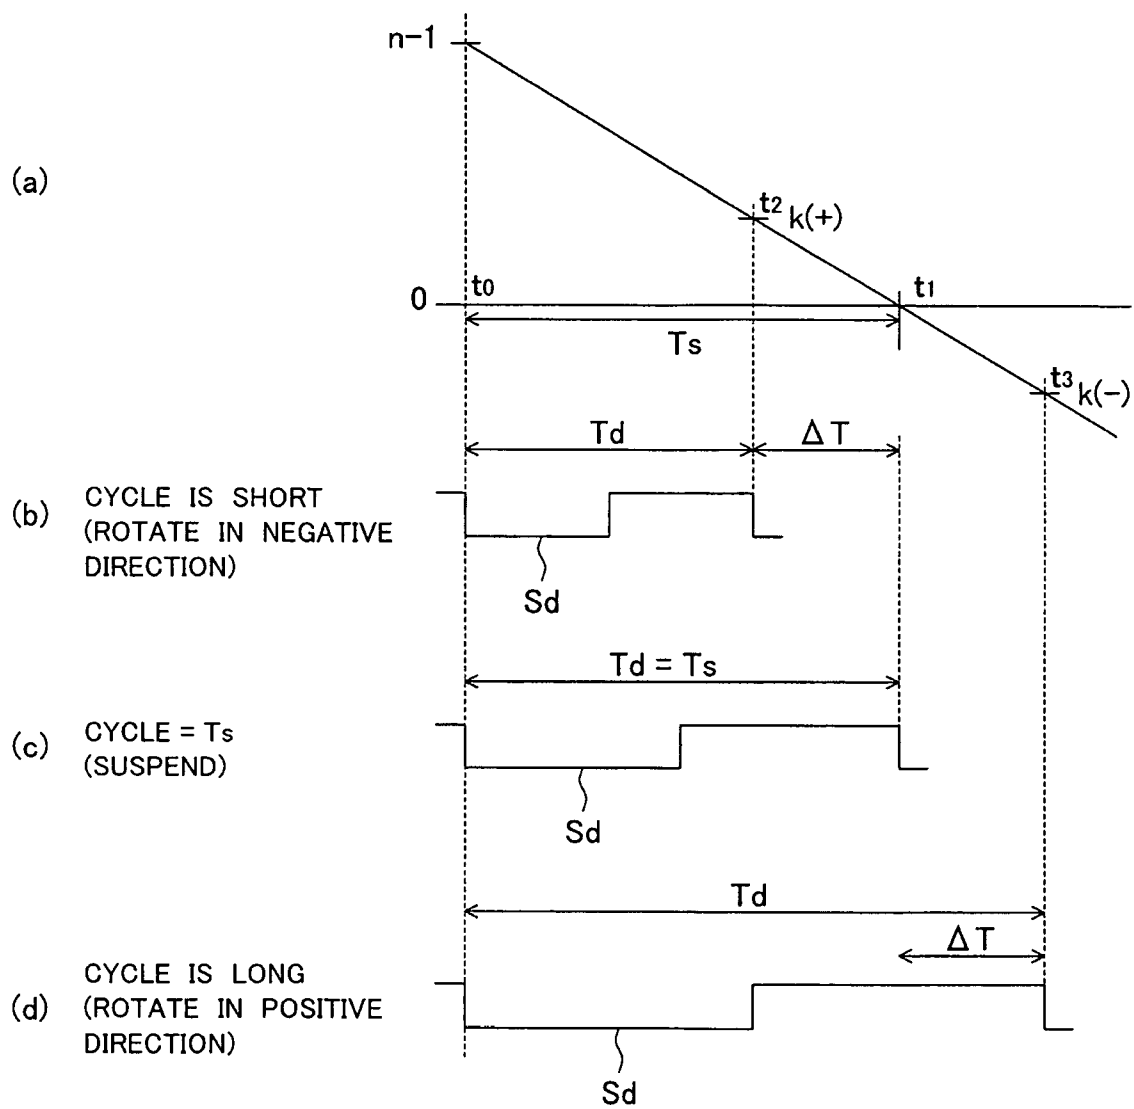 n-1
(a)
t2 k(+)
0 t0 t1
Ts
t3 k(-)
Td ΔT
(b) CYCLE IS SHORT
(ROTATE IN NEGATIVE
DIRECTION)
Sd
Td = Ts
(c) CYCLE = Ts
(SUSPEND)
Sd
Td
ΔT
(d) CYCLE IS LONG
(ROTATE IN POSITIVE
DIRECTION)
Sd